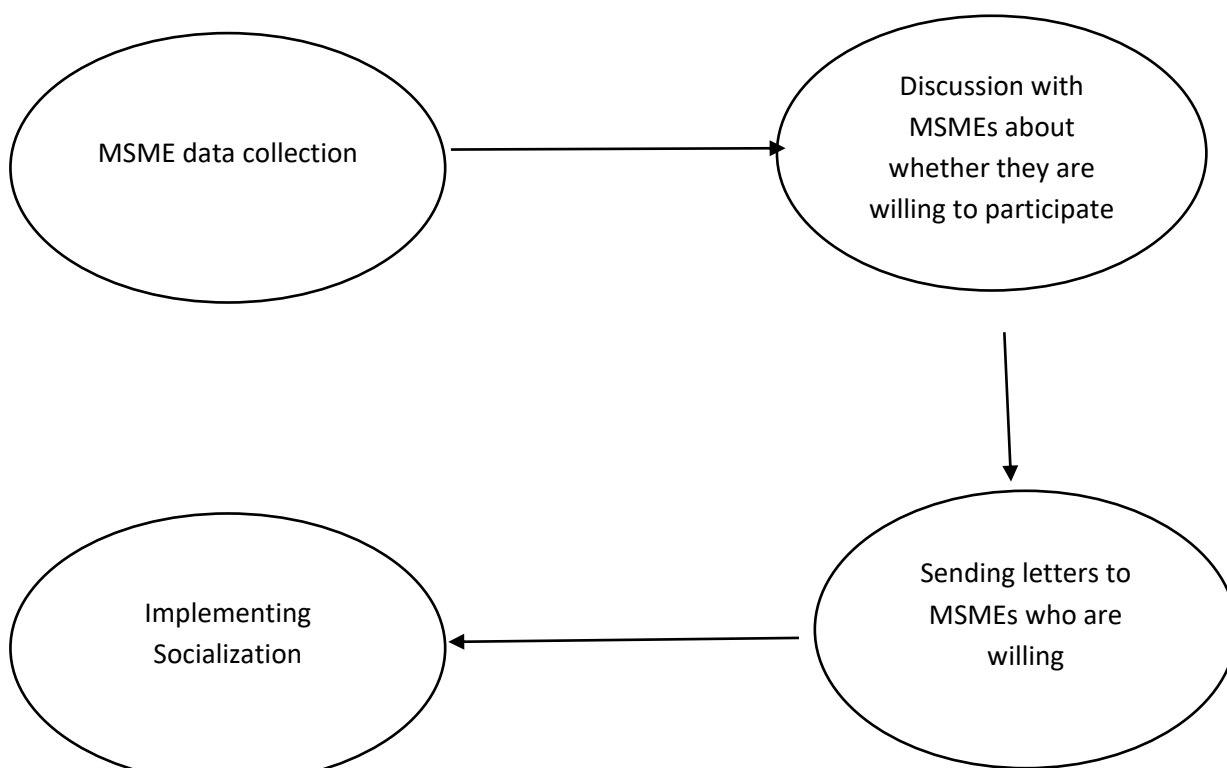 MSME data collection
Discussion with
MSMEs about
whether they are
willing to participate
Sending letters to
MSMEs who are
willing
Implementing
Socialization